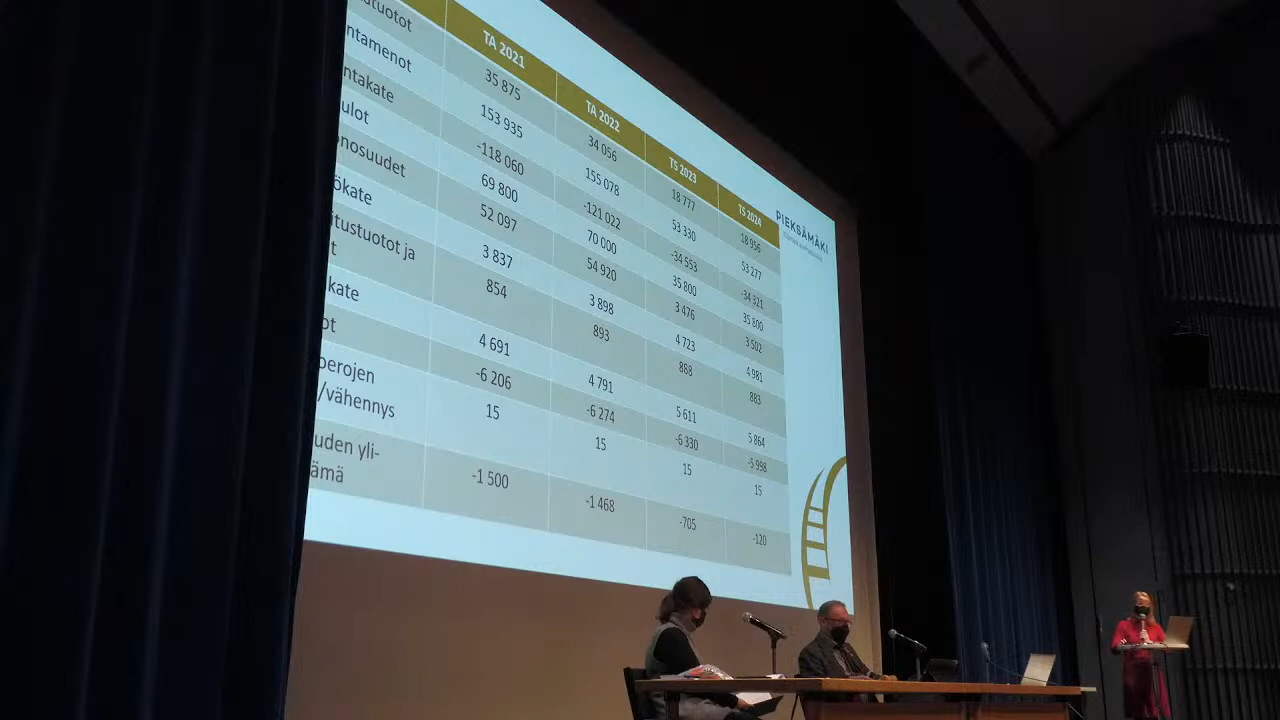 TA 2021 TA 2022 TS 2023 TS 2024
atuotot 35 875 34 056 18 777 18 956
ntamenot 153 935 155 078 53 330 53 277
ntakate -118 060 -121 022 -34 553 -34 321
ulot 69 800 70 000 35 800 35 800
nosuudet 52 097 54 920 3 476 3 502
ökate 3 837 3 898 4 723 4 981
itustuotot ja
t 854 893 888 883
kate 4 691 4 791 5 611 5 864
ot -6 206 -6 274 -6 330 -5 998
perojen
/vähennys 15 15 15 15
uden yli-
ämä -1 500 -1 468 -705 -120
PIEKSÄMÄKI